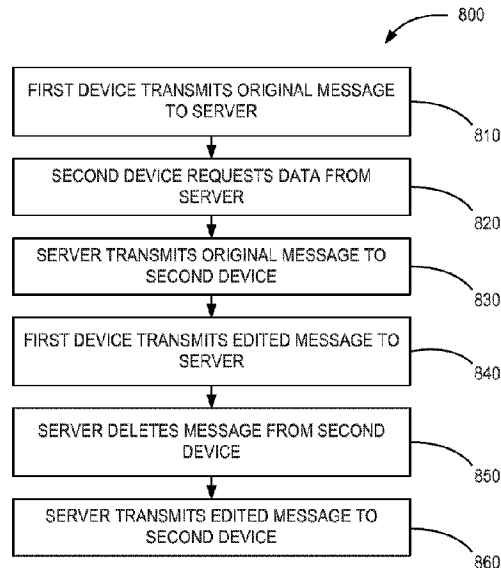 800
FIRST DEVICE TRANSMITS ORIGINAL MESSAGE
TO SERVER
810
SECOND DEVICE REQUESTS DATA FROM
SERVER
820
SERVER TRANSMITS ORIGINAL MESSAGE TO
SECOND DEVICE
830
FIRST DEVICE TRANSMITS EDITED MESSAGE TO
SERVER
840
SERVER DELETES MESSAGE FROM SECOND
DEVICE
850
SERVER TRANSMITS EDITED MESSAGE TO
SECOND DEVICE
860